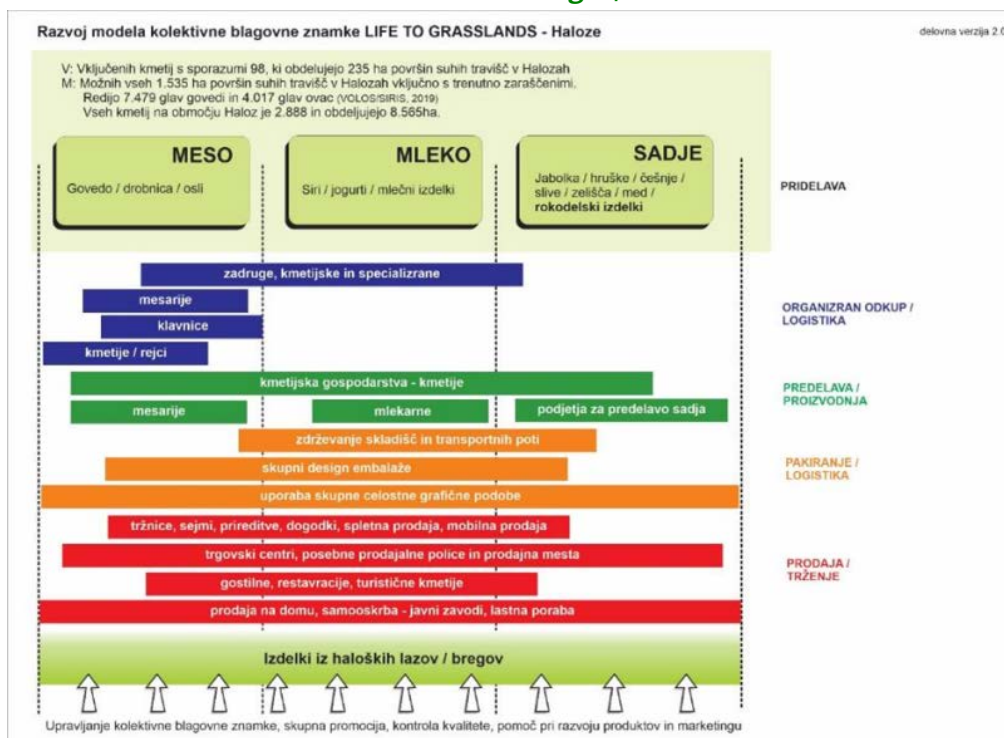 Razvoj modela kolektivne blagovne znamke LIFE TO GRASSLANDS - Haloze
delovna verzija 2.0
V: Vključenih kmetij s sporazumi 98, ki obdelujejo 235 ha površin suhih travišč v Halozah
M: Možnih vseh 1.535 ha površin suhih travišč v Halozah vključno s trenutno zaraščenimi.
Redijo 7.479 glav govedi in 4.017 glav ovac (VOLOS/SIRIS, 2019)
Vseh kmetij na območju Haloz je 2.888 in obdelujejo 8.565ha.
MESO
Govedo / drobnica / osli
MLEKO
Siri / jogurti / mlečni izdelki
SADJE
Jabolka / hruške / češnje /
slive / zelišča / med /
rokodelski izdelki
PRIDELAVA
zadruge, kmetijske in specializrane
mesarije
klavnice
kmetije / rejci
ORGANIZRAN ODKUP /
LOGISTIKA
kmetijska gospodarstva - kmetije
mesarije
mlekarne
podjetja za predelavo sadja
PREDELAVA /
PROIZVODNJA
zdrževanje skladišč in transportnih poti
skupni design embalaže
uporaba skupne celostne grafične podobe
PAKIRANJE /
LOGISTIKA
tržnice, sejmi, prireditve, dogodki, spletna prodaja, mobilna prodaja
trgovski centri, posebne prodajalne police in prodajna mesta
gostilne, restavracije, turistične kmetije
prodaja na domu, samooskrba - javni zavodi, lastna poraba
PRODAJA /
TRŽENJE
Izdelki iz haloških lazov / bregov
Upravljanje kolektivne blagovne znamke, skupna promocija, kontrola kvalitete, pomoč pri razvoju produktov in marketingu